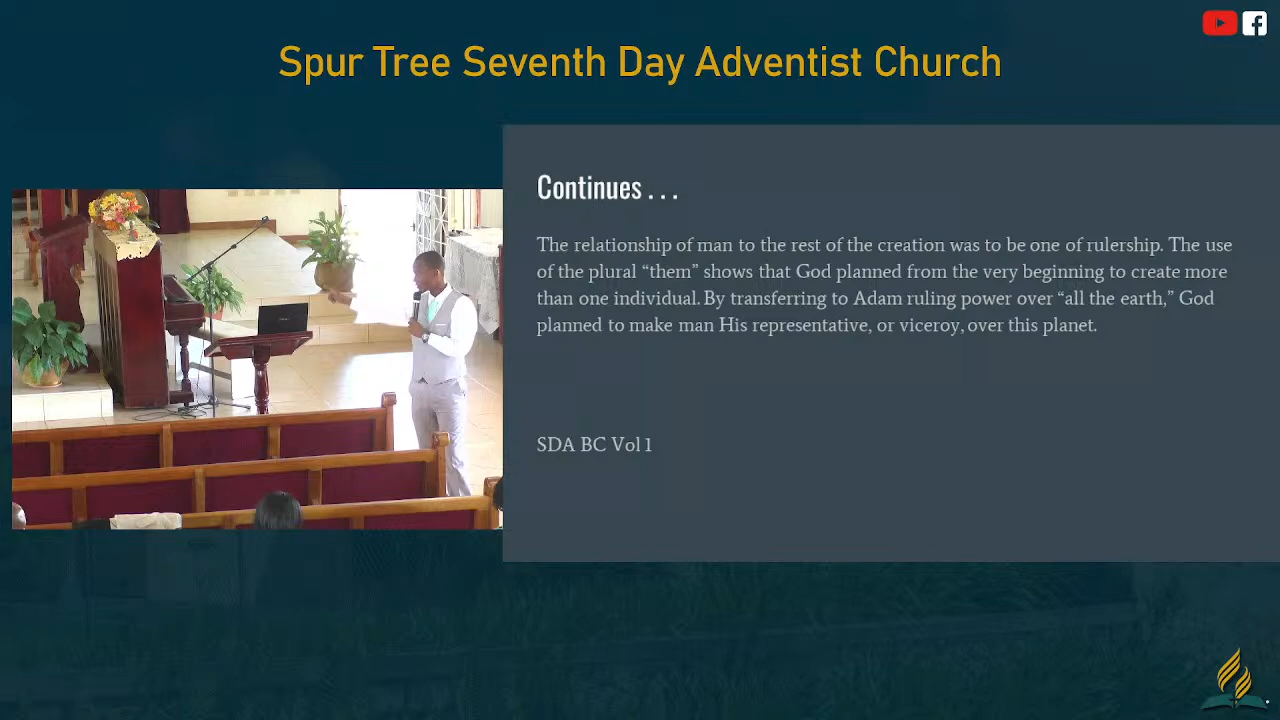 Spur Tree Seventh Day Adventist Church
Continues . . .
The relationship of man to the rest of the creation was to be one of rulership. The use
of the plural “them” shows that God planned from the very beginning to create more
than one individual. By transferring to Adam ruling power over “all the earth,” God
planned to make man His representative, or viceroy, over this planet.
SDA BC Vol 1